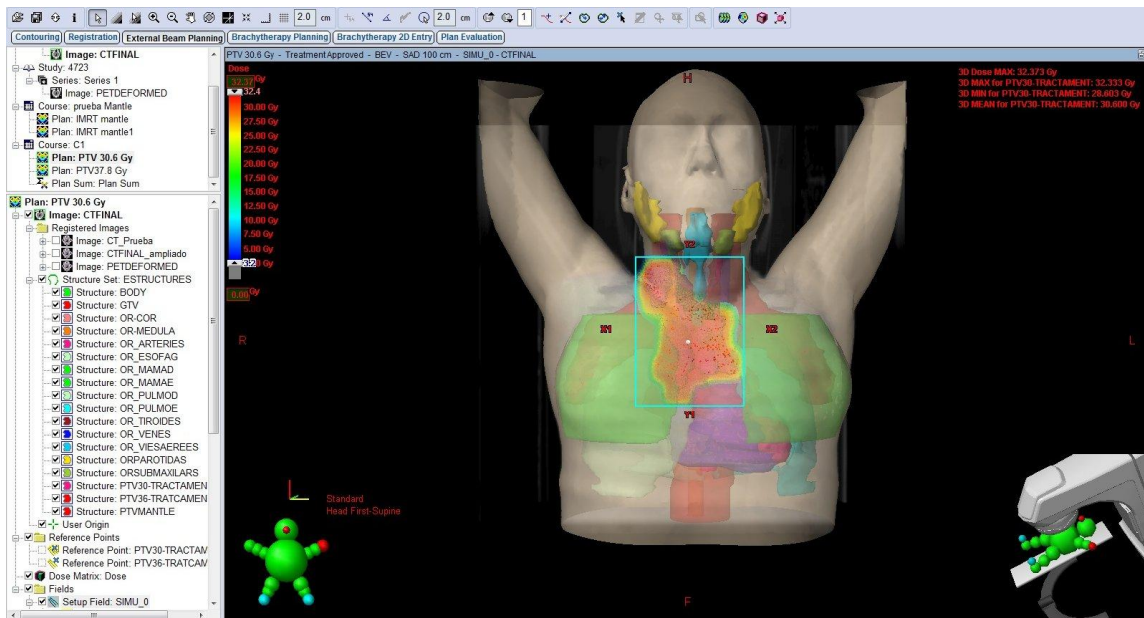 2.0 cm
2.0 cm
1
Contouring
Registration
External Beam Planning
Brachytherapy Planning
Brachytherapy 2D Entry
Plan Evaluation
Image: CTFINAL
Study: 4723
Series: Series 1
Image: PETDEFORMED
Course: prueba Mantle
Plan: IMRT mantle
Plan: IMRT mantle1
Course: C1
Plan: PTV 30.6 Gy
Plan: PTV37.8 Gy
Plan Sum: Plan Sum
Plan: PTV 30.6 Gy
Image: CTFINAL
Registered Images
Image: CT_Prueba
Image: CTFINAL_ampliado
Image: PETDEFORMED
Structure Set: ESTRUCTURES
Structure: BODY
Structure: GTV
Structure: OR-COR
Structure: OR-MEDULA
Structure: OR_ARTERIES
Structure: OR_ESOFAG
Structure: OR_MAMAD
Structure: OR_MAMAE
Structure: OR_PULMOD
Structure: OR_PULMOE
Structure: OR_TIROIDES
Structure: OR_VENES
Structure: OR_VIESAEREES
Structure: ORPAROTIDAS
Structure: ORSUBMAXILARS
Structure: PTV30-TRACTAMEN
Structure: PTV36-TRATCAMEN
Structure: PTVMANTLE
User Origin
Reference Points
Reference Point: PTV30-TRACTAM
Reference Point: PTV36-TRATCAM
Dose Matrix: Dose
Fields
Setup Field: SIMU_0
PTV 30.6 Gy - TreatmentApproved - BEV - SAD 100 cm - SIMU_0 - CTFINAL
Dose
32.37 Gy
32.4
30.00 Gy
27.50 Gy
25.00 Gy
22.50 Gy
20.00 Gy
17.50 Gy
15.00 Gy
12.50 Gy
10.00 Gy
7.50 Gy
5.00 Gy
3.2
0.00 Gy
3D Dose MAX: 32.373 Gy
3D MAX for PTV30-TRACTAMENT: 32.333 Gy
3D MIN for PTV30-TRACTAMENT: 28.603 Gy
3D MEAN for PTV30-TRACTAMENT: 30.600 Gy
H
Y2
X1
X2
R
L
Y1
F
Standard
Head First-Supine